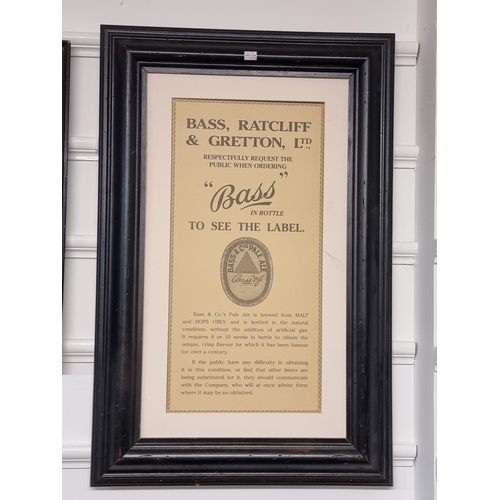 BASS, RATCLIFF
& GRETTON, LTD.,
RESPECTFULLY REQUEST THE
PUBLIC WHEN ORDERING
"Bass"
IN BOTTLE
TO SEE THE LABEL.
BASS & Co's PALE ALE
Bass & Co.'s Pale Ale is brewed from MALT
and HOPS ONLY, and is bottled in the natural
condition, without the addition of artificial gas.
It requires 8 or 10 weeks in bottle to obtain the
unique, crisp flavour for which it has been famous
for over a century.
If the public have any difficulty in obtaining
it in this condition, or find that other beers are
being substituted for it, they should communicate
with the Company, who will at once advise them
where it may be so obtained.